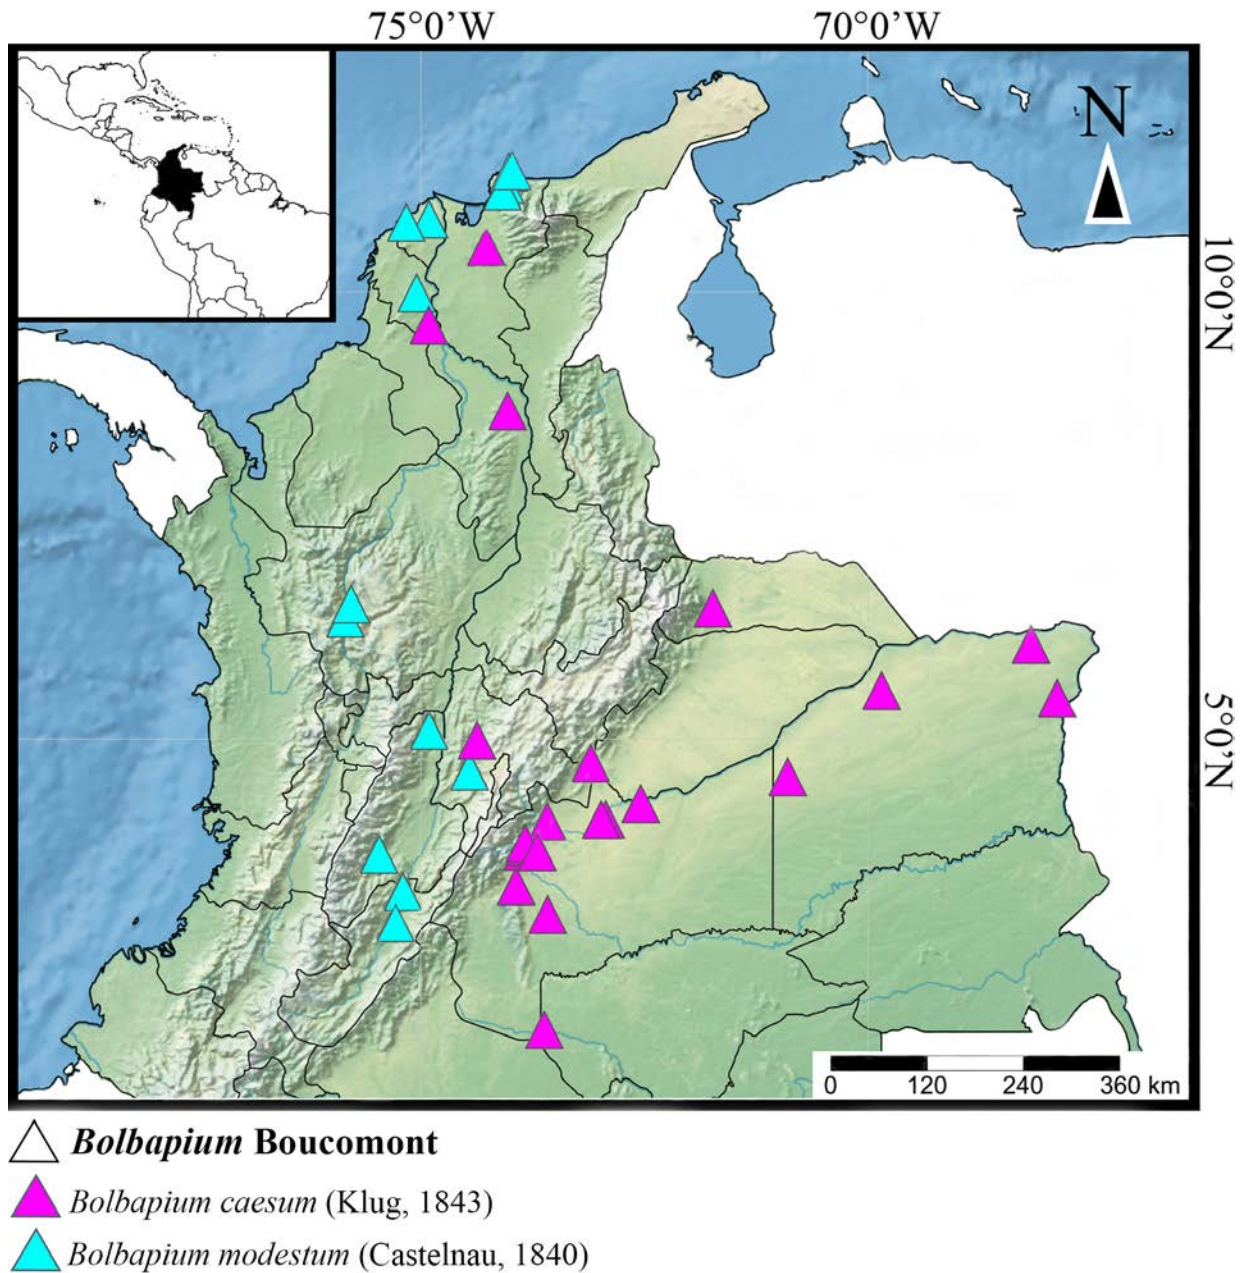 75°0’W
70°0’W
N
10°0’N
5°0’N
0 120 240 360 km
Bolbapium Boucomont
Bolbapium caesum (Klug, 1843)
Bolbapium modestum (Castelnau, 1840)